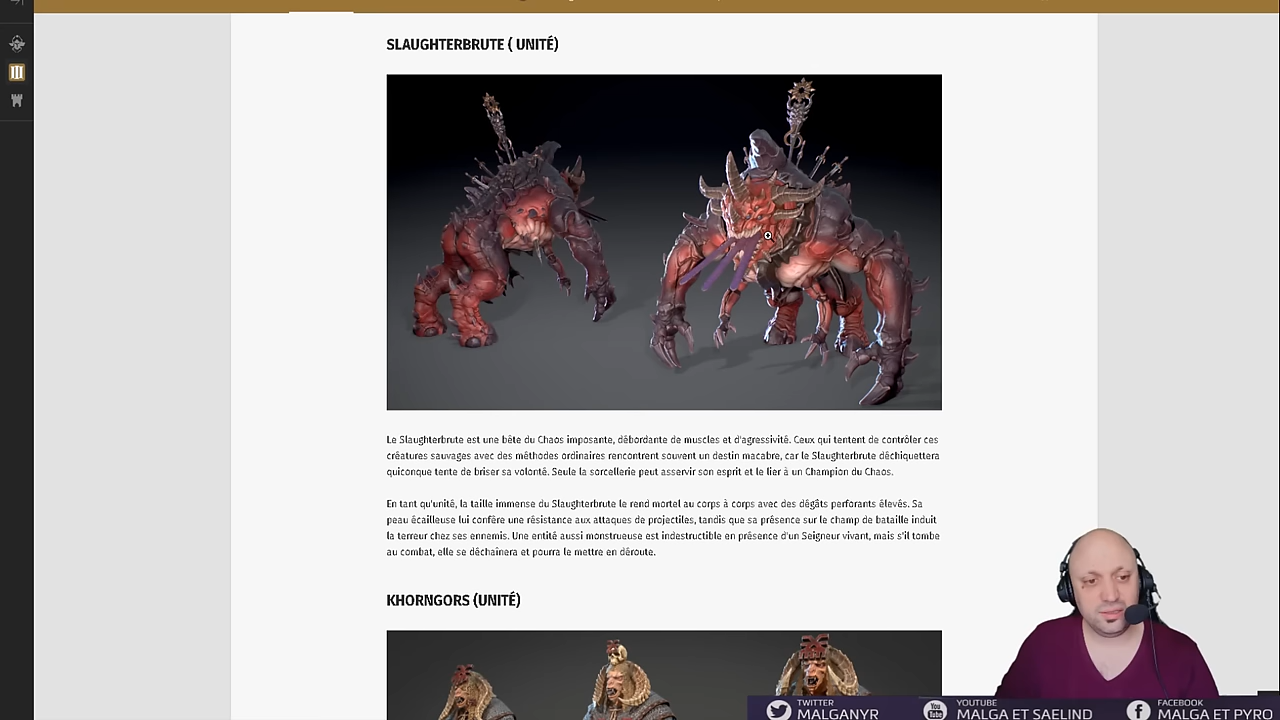 SLAUGHTERBRUTE ( UNITÉ)
Le Slaughterbrute est une bête du Chaos imposante, débordante de muscles et d'agressivité. Ceux qui tentent de contrôler ces
créatures sauvages avec des méthodes ordinaires rencontrent souvent un destin macabre, car le Slaughterbrute déchiquettera
quiconque tente de briser sa volonté. Seule la sorcellerie peut asservir son esprit et le lier à un Champion du Chaos.
En tant qu'unité, la taille immense du Slaughterbrute le rend mortel au corps à corps avec des dégâts perforants élevés. Sa
peau écailleuse lui confère une résistance aux attaques de projectiles, tandis que sa présence sur le champ de bataille induit
la terreur chez ses ennemis. Une entité aussi monstrueuse est indestructible en présence d'un Seigneur vivant, mais s'il tombe
au combat, elle se déchainera et pourra le mettre en déroute.
KHORNGORS (UNITÉ)
TWITTER
MALGANYR
YOUTUBE
MALGA ET SAELIND
FACEBOOK
MALGA ET PYRO